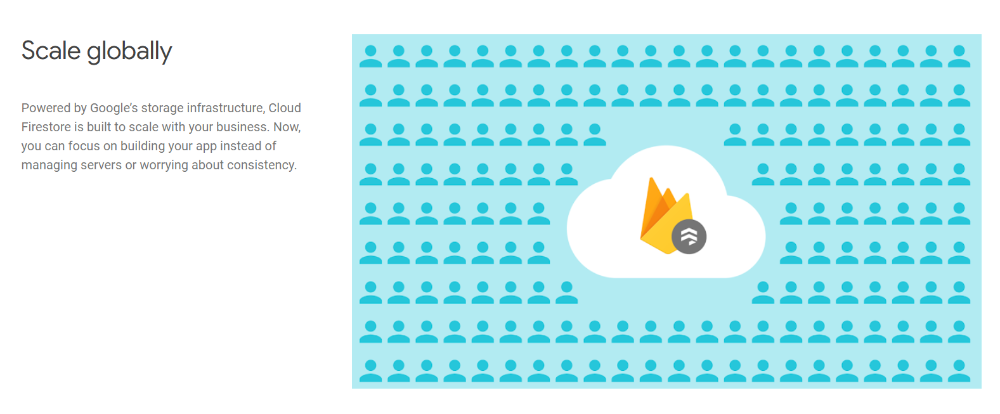 Scale globally
Powered by Google’s storage infrastructure, Cloud
Firestore is built to scale with your business. Now,
you can focus on building your app instead of
managing servers or worrying about consistency.